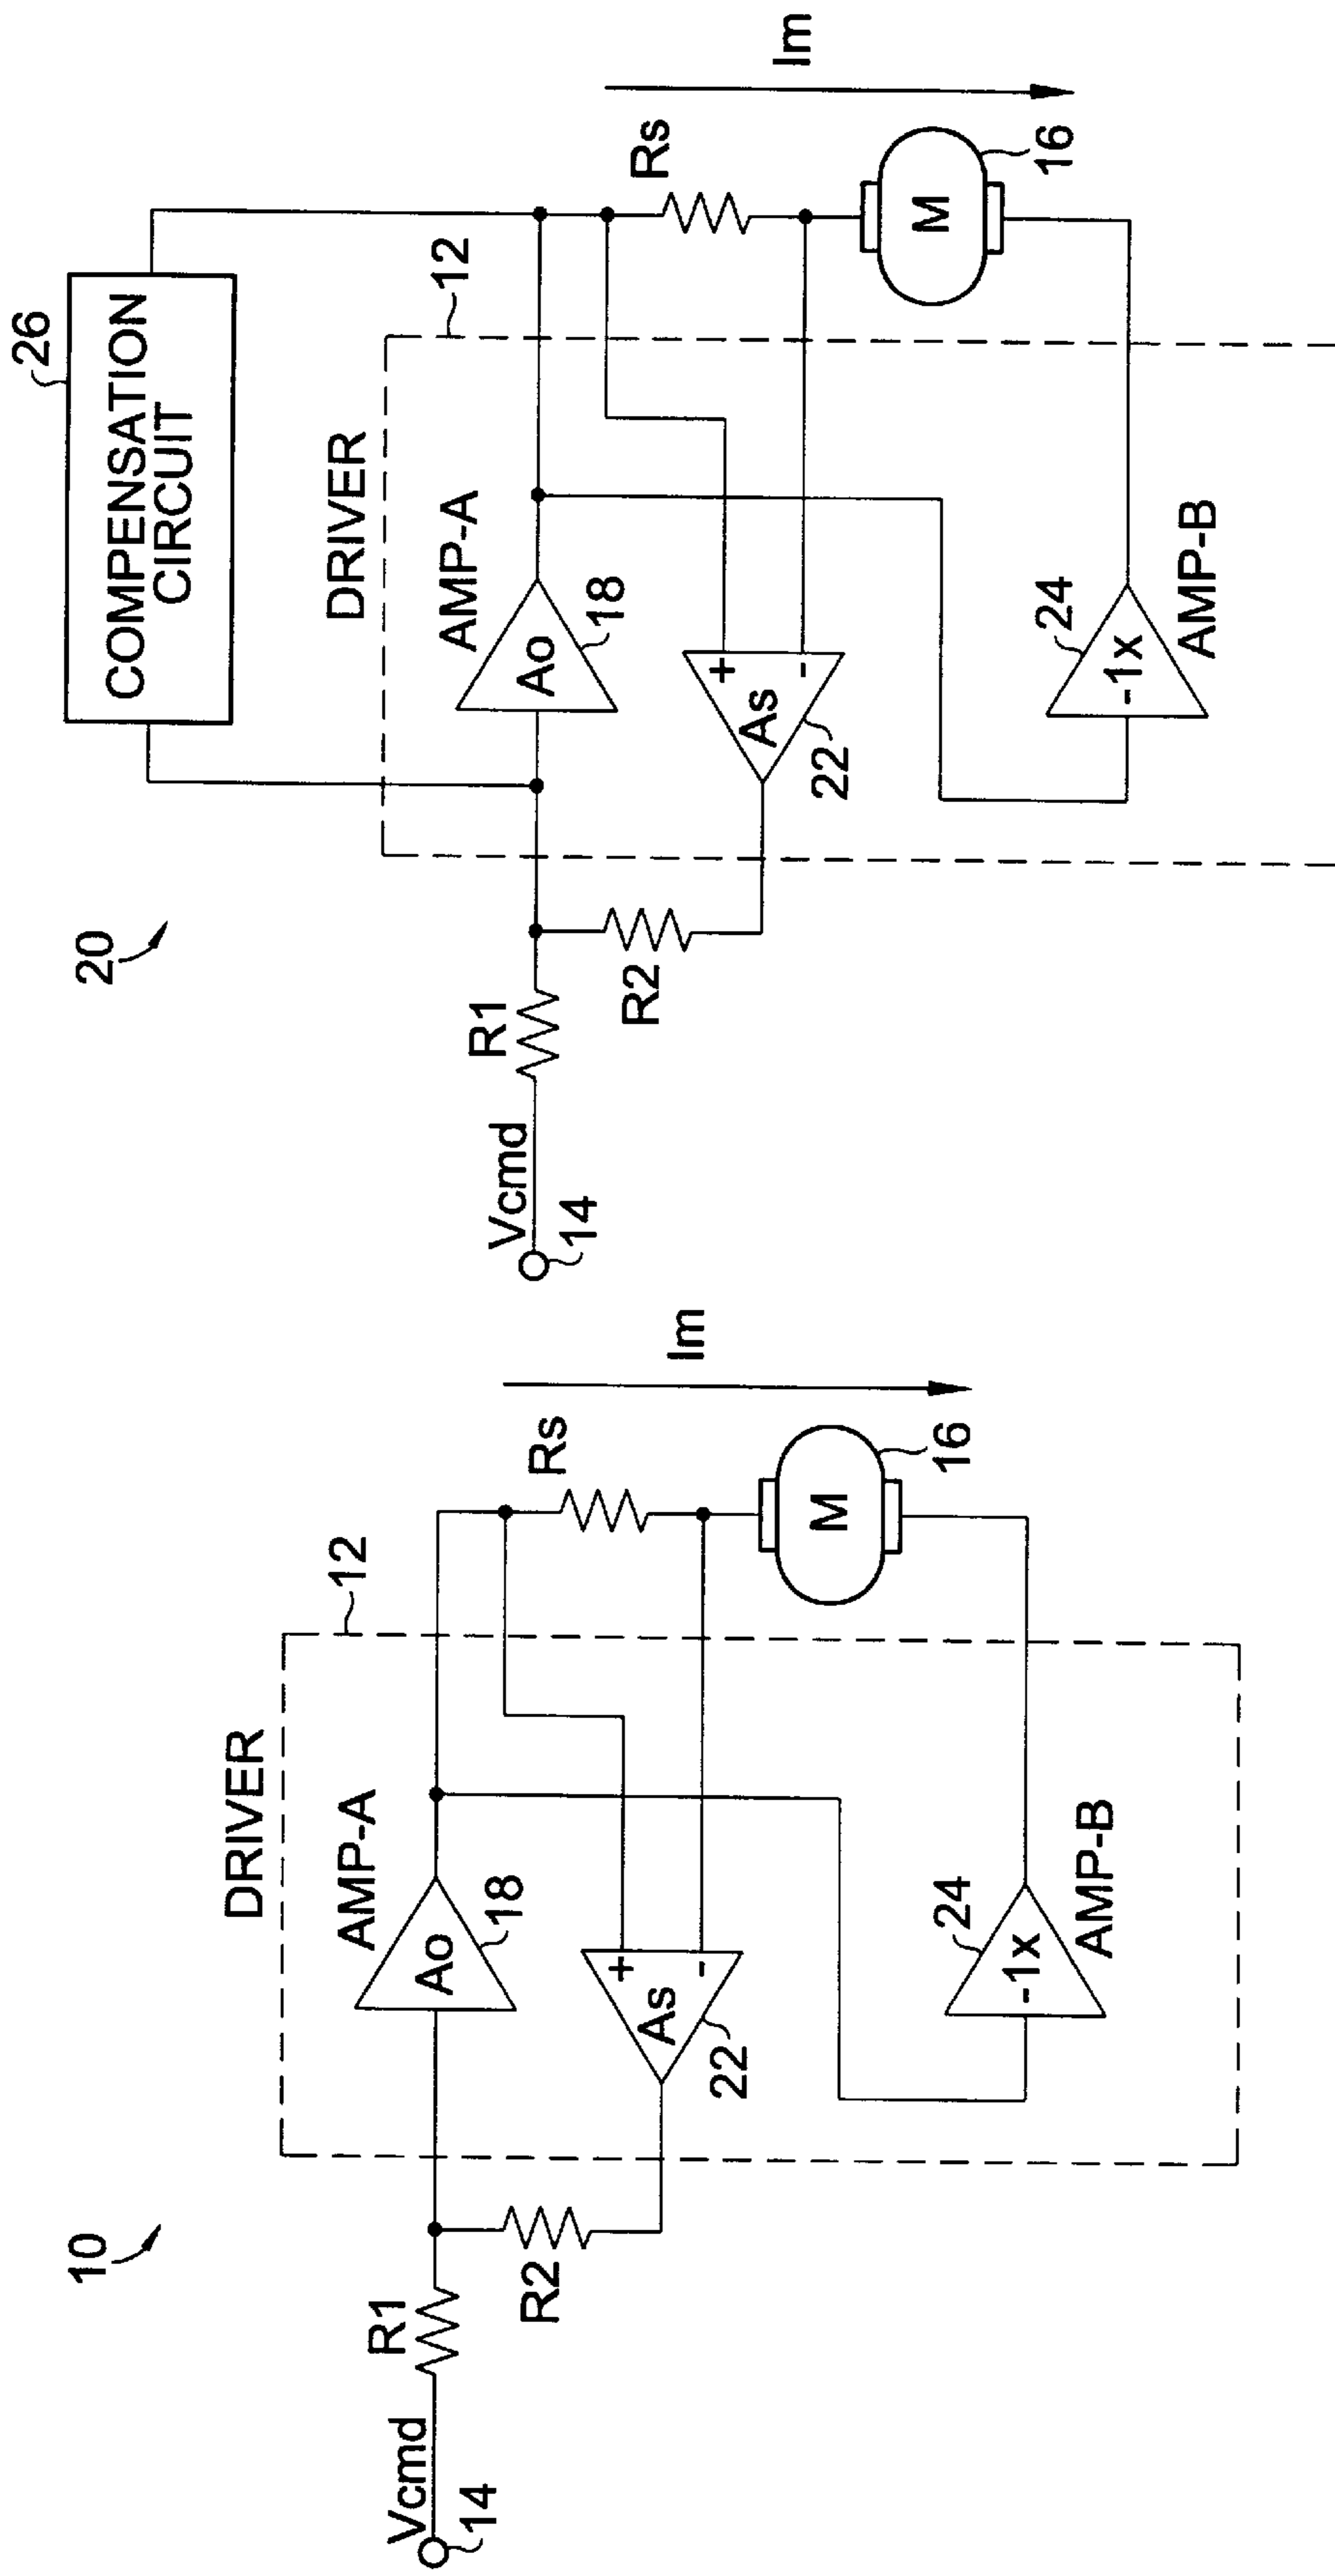 10
DRIVER
12
AMP-A
Ao
18
Vcmd
14
R1
R2
+
As
-
22
Rs
Im
M
16
24
-1x
AMP-B
20
26
COMPENSATION
CIRCUIT
DRIVER
12
AMP-A
Ao
18
Vcmd
14
R1
R2
+
As
-
22
Rs
Im
M
16
24
-1x
AMP-B